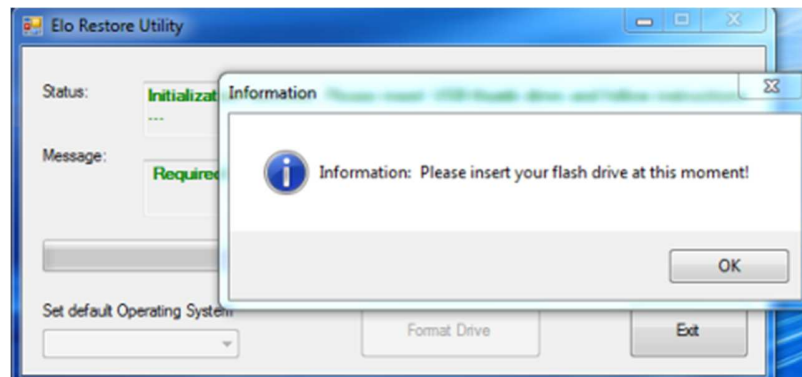 Elo Restore Utility
Status:
Initializat
---
Information
Message:
Required
Information: Please insert your flash drive at this moment!
OK
Set default Operating System
Format Drive
Exit